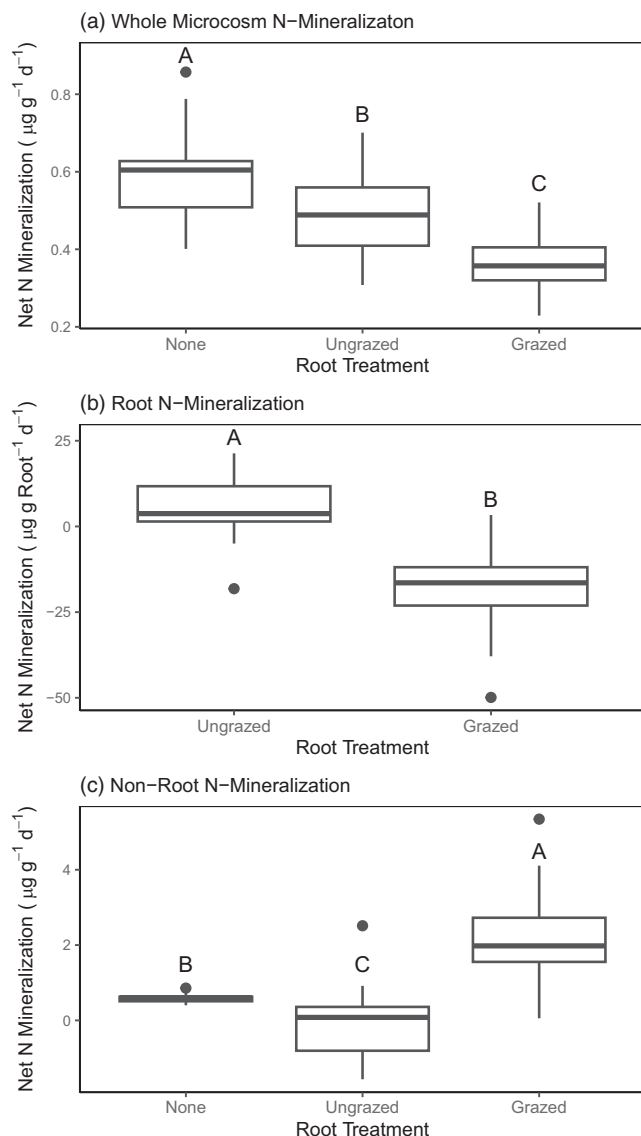 (a) Whole Microcosm N−Mineralizaton
Net N Mineralization ( μg g⁻¹ d⁻¹)
0.8
0.6
0.4
0.2
A
B
C
None
Ungrazed
Grazed
Root Treatment
(b) Root N−Mineralization
Net N Mineralization ( μg g Root⁻¹ d⁻¹)
25
0
−25
−50
A
B
Ungrazed
Grazed
Root Treatment
(c) Non−Root N−Mineralization
Net N Mineralization ( μg g⁻¹ d⁻¹)
4
2
0
B
C
A
None
Ungrazed
Grazed
Root Treatment